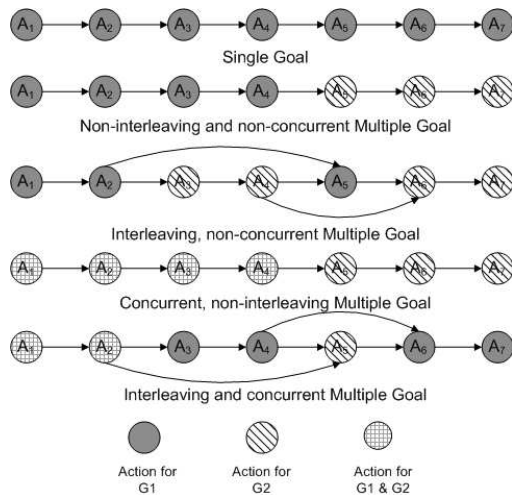 A1 A2 A3 A4 A5 A6 A7
Single Goal
A1 A2 A3 A4 A5 A6 A7
Non-interleaving and non-concurrent Multiple Goal
A1 A2 A3 A4 A5 A6 A7
Interleaving, non-concurrent Multiple Goal
A1 A2 A3 A4 A5 A6 A7
Concurrent, non-interleaving Multiple Goal
A1 A2 A3 A4 A5 A6 A7
Interleaving and concurrent Multiple Goal
Action for Action for Action for
G1 G2 G1 & G2